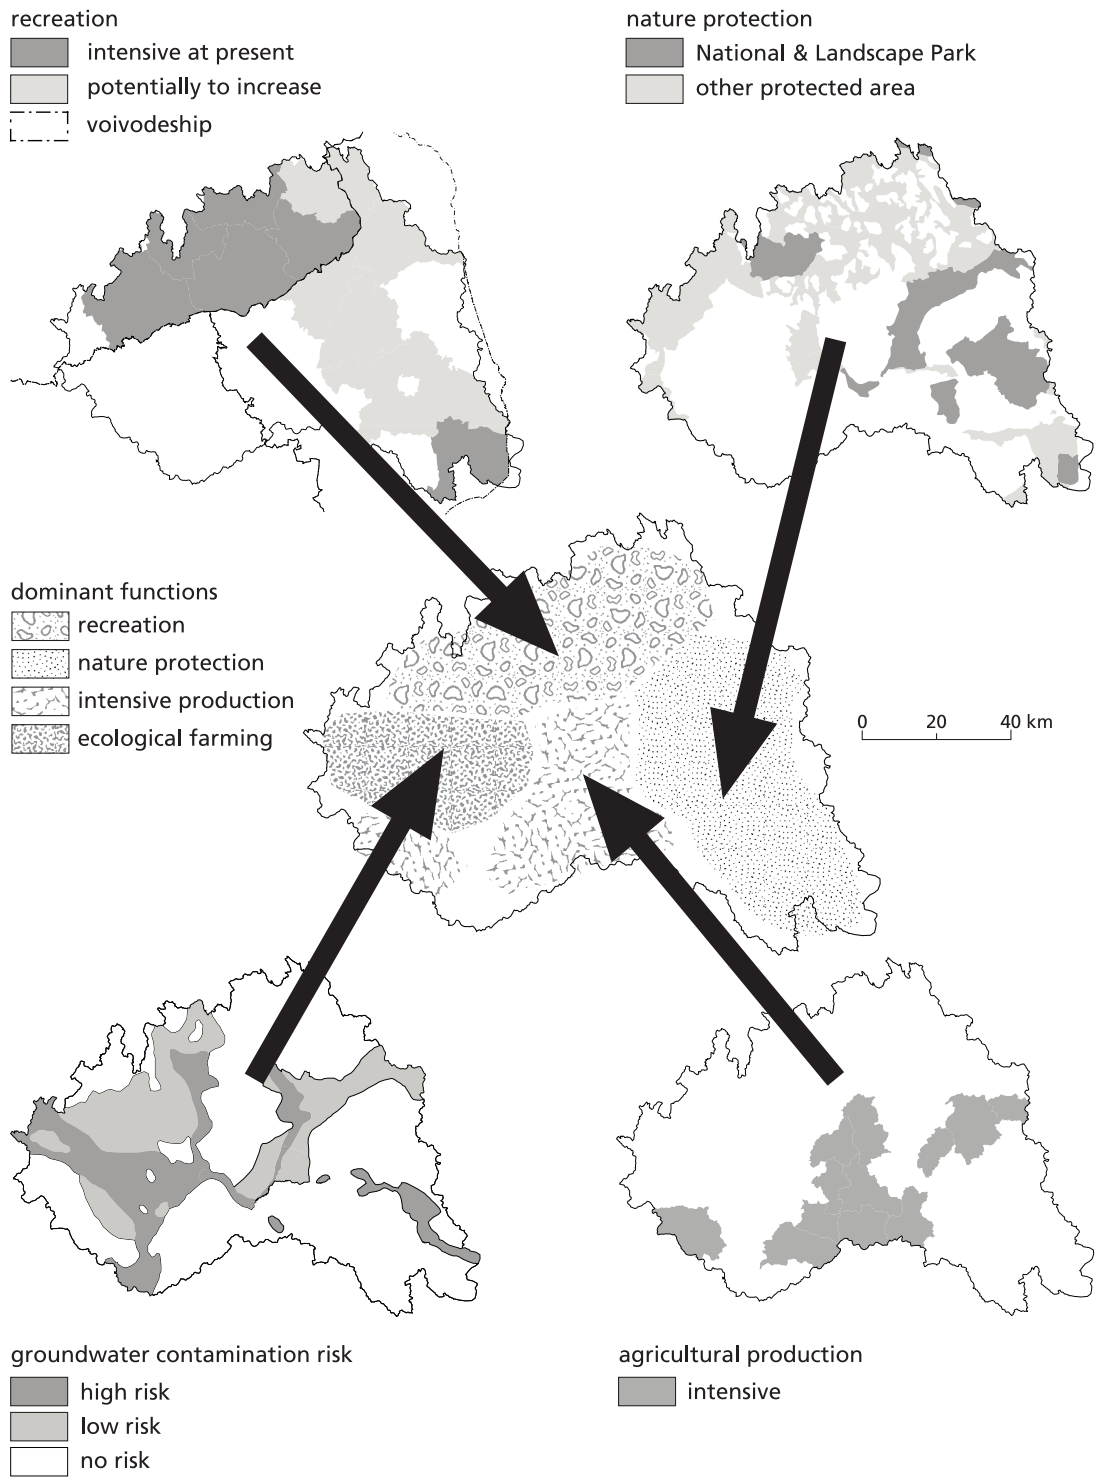 recreation
intensive at present
potentially to increase
voivodeship
nature protection
National & Landscape Park
other protected area
dominant functions
recreation
nature protection
intensive production
ecological farming
0 20 40 km
groundwater contamination risk
high risk
low risk
no risk
agricultural production
intensive